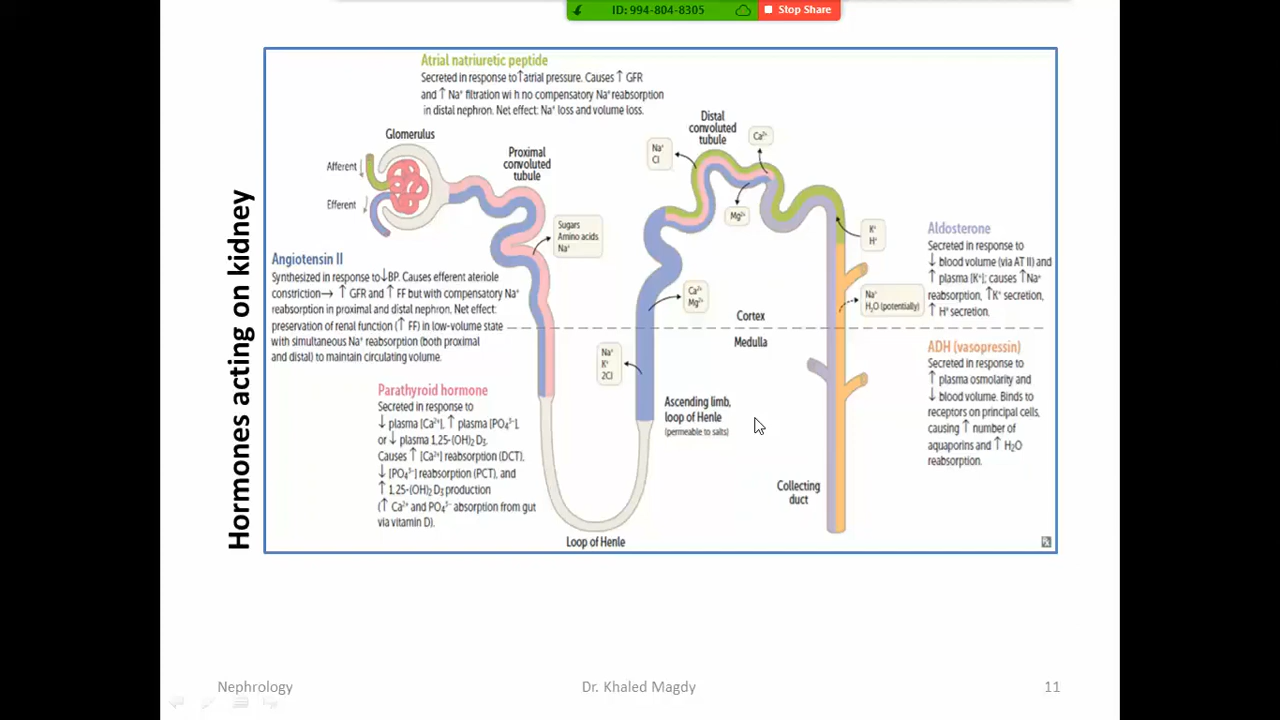 ID: 994-804-8305
Stop Share
Hormones acting on kidney
Atrial natriuretic peptide
Secreted in response to ↑ atrial pressure. Causes ↑ GFR
and ↑ Na⁺ filtration wi h no compensatory Na⁺ reabsorption
in distal nephron. Net effect: Na⁺ loss and volume loss.
Glomerulus
Afferent
Efferent
Proximal
convoluted
tubule
Sugars
Amino acids
Na⁺
Distal
convoluted
tubule
Na⁺
Cl
Ca²⁺
Mg²⁺
K⁺
H⁺
Angiotensin II
Synthesized in response to ↓ BP. Causes efferent ateriole
constriction → ↑ GFR and ↑ FF but with compensatory Na⁺
reabsorption in proximal and distal nephron. Net effect:
preservation of renal function (↑ FF) in low-volume state
with simultaneous Na⁺ reabsorption (both proximal
and distal) to maintain circulating volume.
Ca²⁺
Mg²⁺
Na⁺
K⁺
2Cl
Cortex
Medulla
Na⁺
H₂O (potentially)
Aldosterone
Secreted in response to
↓ blood volume (via AT II) and
↑ plasma [K⁺]; causes ↑ Na⁺
reabsorption, ↑ K⁺ secretion,
↑ H⁺ secretion.
ADH (vasopressin)
Secreted in response to
↑ plasma osmolarity and
↓ blood volume. Binds to
receptors on principal cells,
causing ↑ number of
aquaporins and ↑ H₂O
reabsorption.
Parathyroid hormone
Secreted in response to
↓ plasma [Ca²⁺], ↑ plasma [PO₄³⁻],
or ↓ plasma 1,25-(OH)₂ D₃.
Causes ↑ [Ca²⁺] reabsorption (DCT),
↓ [PO₄³⁻] reabsorption (PCT), and
↑ 1,25-(OH)₂ D₃ production
(↑ Ca²⁺ and PO₄³⁻ absorption from gut
via vitamin D).
Ascending limb,
loop of Henle
(permeable to salts)
Loop of Henle
Collecting
duct
Nephrology
Dr. Khaled Magdy
11